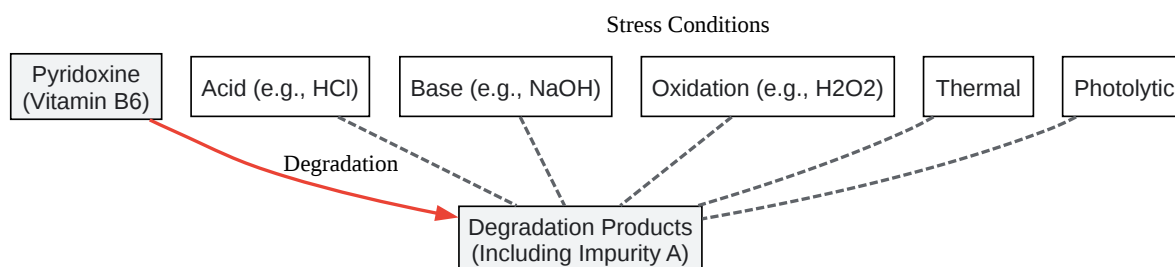 Stress Conditions
Pyridoxine
(Vitamin B6)
Acid (e.g., HCl)
Base (e.g., NaOH)
Oxidation (e.g., H2O2)
Thermal
Photolytic
Degradation
Degradation Products
(Including Impurity A)